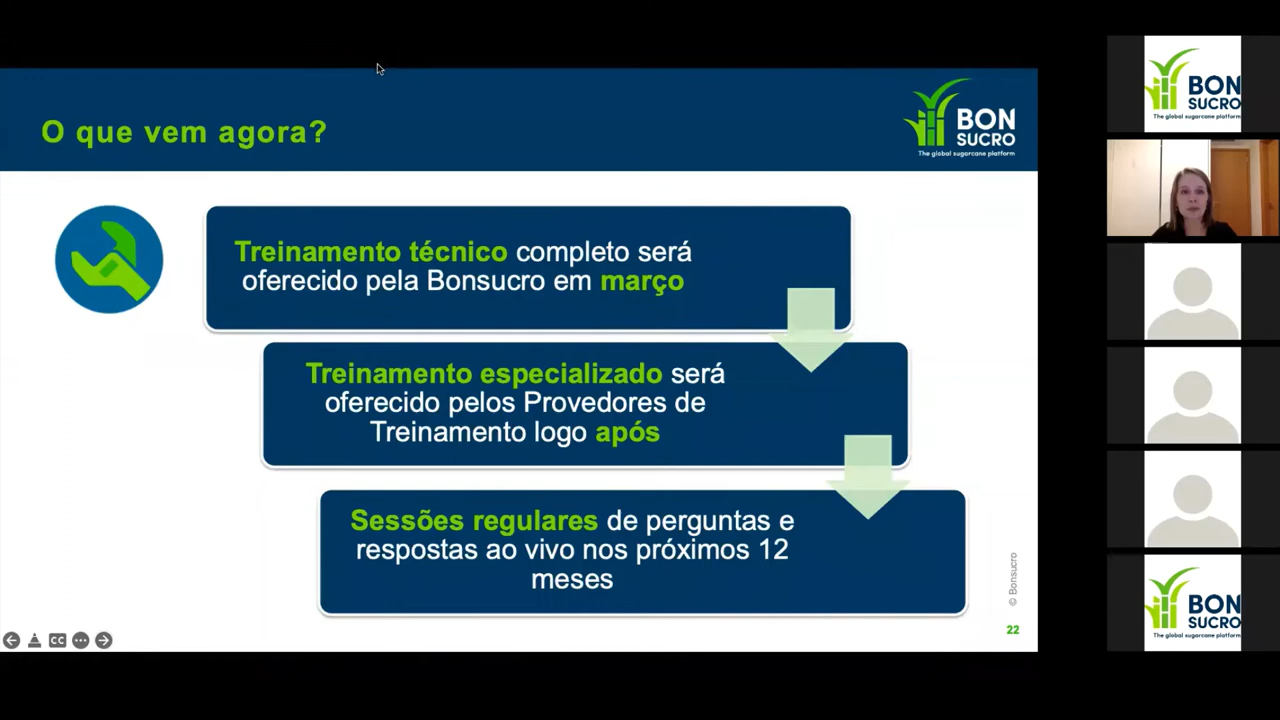 O que vem agora?
BON
SUCRO
The global sugarcane platform
Treinamento técnico completo será
oferecido pela Bonsucro em março
Treinamento especializado será
oferecido pelos Provedores de
Treinamento logo após
Sessões regulares de perguntas e
respostas ao vivo nos próximos 12
meses
© Bonsucro
22
CC
BON
SUCRO
The global sugarcane platform
BON
SUCRO
The global sugarcane platform